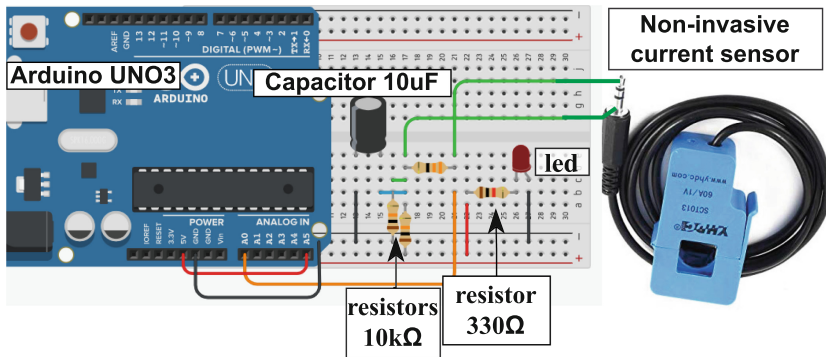 Non-invasive
current sensor
AREF
GND
13
12
~11
~10
~9
8
7
~6
~5
4
~3
2
TX→1
RX←0
DIGITAL (PWM~)
Arduino UNO3
TX
RX
ARDUINO
UN
Capacitor 10uF
led
www.yhdc.com
60A/1V
SCT013
YHDC
IOREF
RESET
3.3V
5V
GND
GND
Vin
POWER
ANALOG IN
A0
A1
A2
A3
A4
A5
resistors
10kΩ
resistor
330Ω